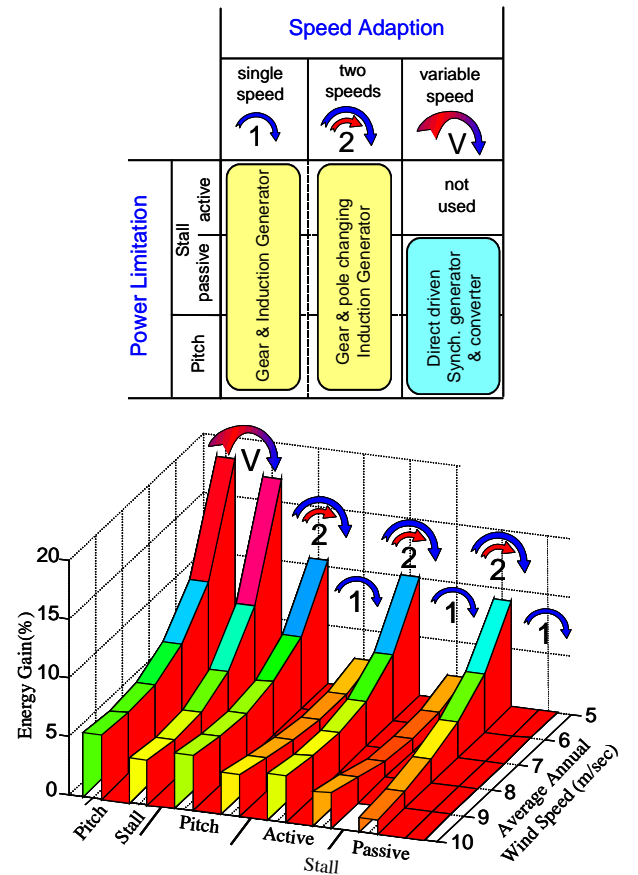 Speed Adaption
single
speed
1
two
speeds
2
variable
speed
V
Power Limitation
Stall
active
passive
Pitch
Gear & Induction Generator
Gear & pole changing
Induction Generator
not
used
Direct driven
Synch. generator
& converter
V
2
1
2
1
2
1
Energy Gain(%)
20
15
10
5
0
Pitch
Stall
Pitch
Active
Passive
Stall
5
6
7
8
9
10
Average Annual
Wind Speed (m/sec)